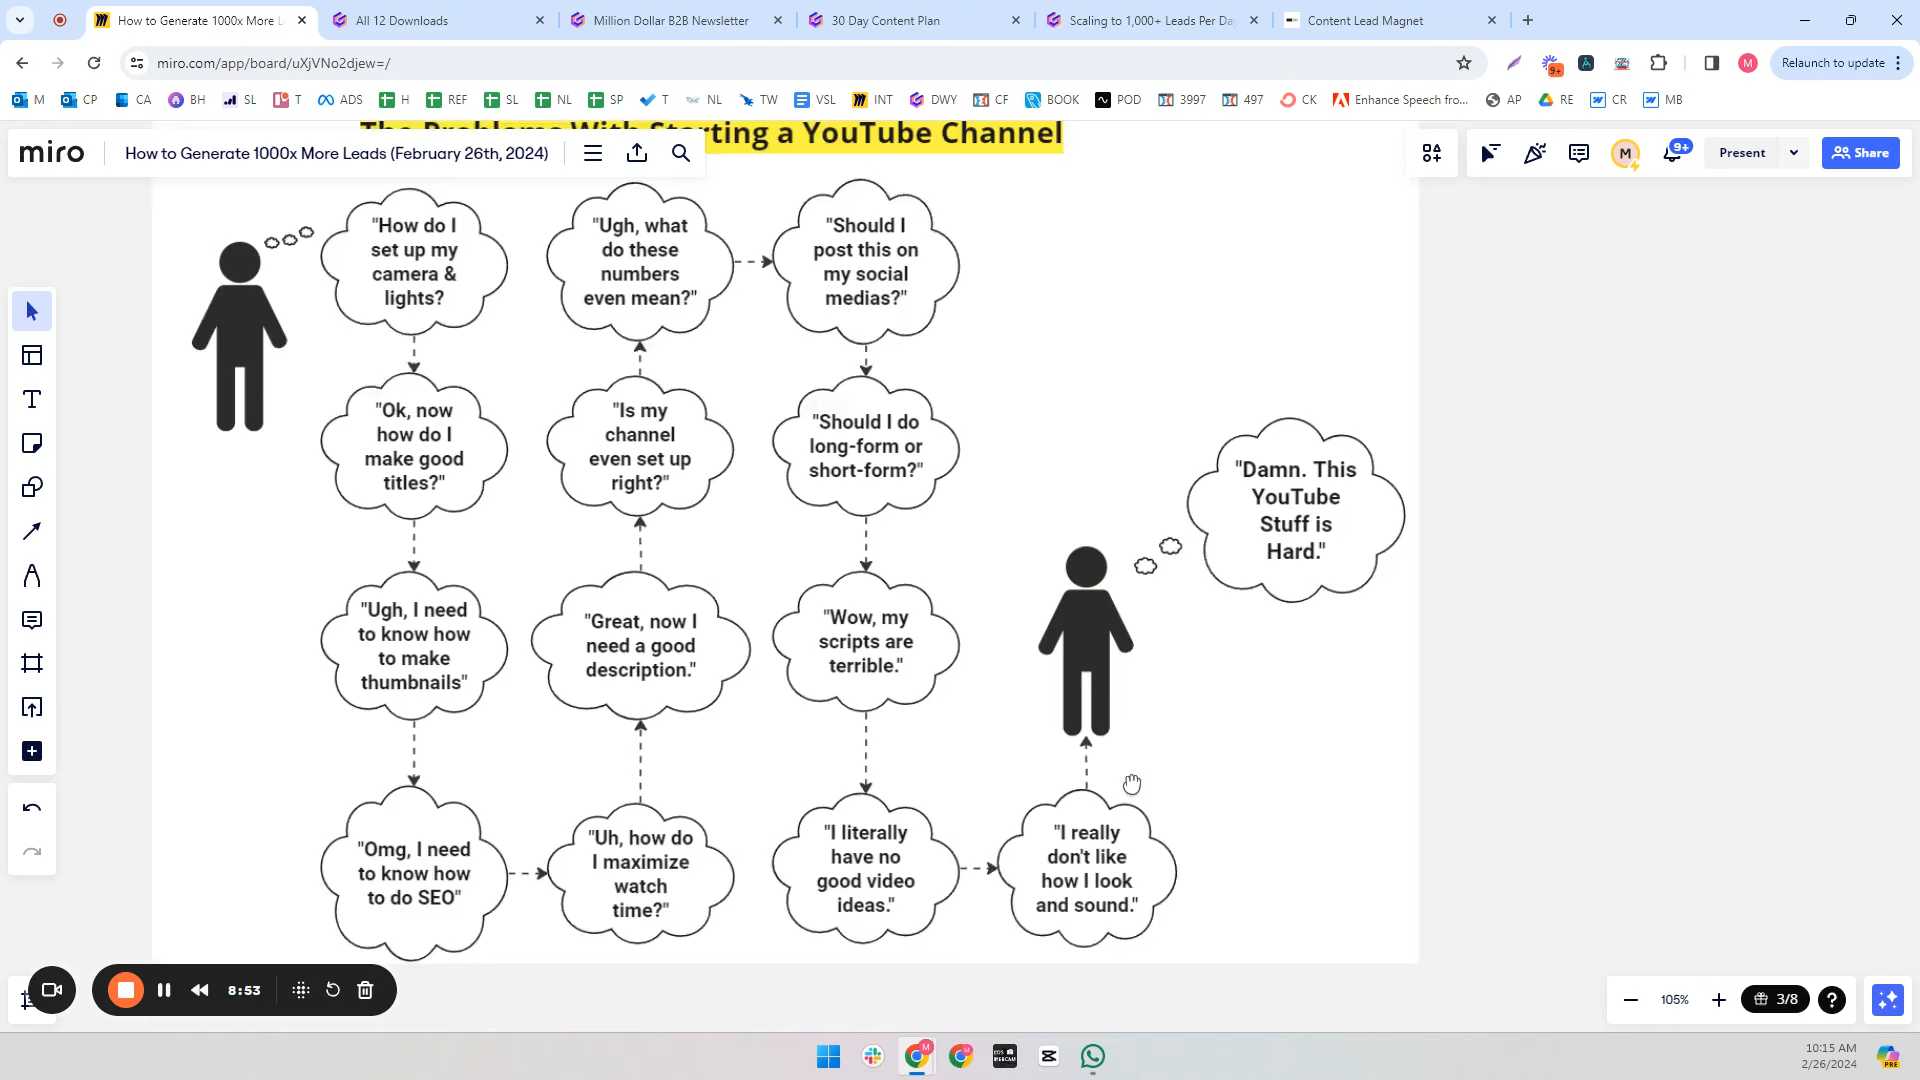 How to Generate 1000x More L
All 12 Downloads
Million Dollar B2B Newsletter
30 Day Content Plan
Scaling to 1,000+ Leads Per Da
Content Lead Magnet
miro.com/app/board/uXjVNo2djew=/
9+
M
Relaunch to update
M
CP
CA
BH
SL
T
ADS
H
REF
SL
NL
SP
T
NL
TW
VSL
INT
DWY
CF
BOOK
POD
3997
497
CK
Enhance Speech fro...
AP
RE
CR
MB
The Problems With Starting a YouTube Channel
miro
How to Generate 1000x More Leads (February 26th, 2024)
M
9+
Present
Share
"How do I
set up my
camera &
lights?
"Ok, now
how do I
make good
titles?"
"Ugh, I need
to know how
to make
thumbnails"
"Omg, I need
to know how
to do SEO"
"Uh, how do
I maximize
watch
time?"
"Great, now I
need a good
description."
"Is my
channel
even set up
right?"
"Ugh, what
do these
numbers
even mean?"
"Should I
post this on
my social
medias?"
"Should I do
long-form or
short-form?"
"Wow, my
scripts are
terrible."
"I literally
have no
good video
ideas."
"I really
don't like
how I look
and sound."
"Damn. This
YouTube
Stuff is
Hard."
8:53
105%
3/8
?
10:15 AM
2/26/2024